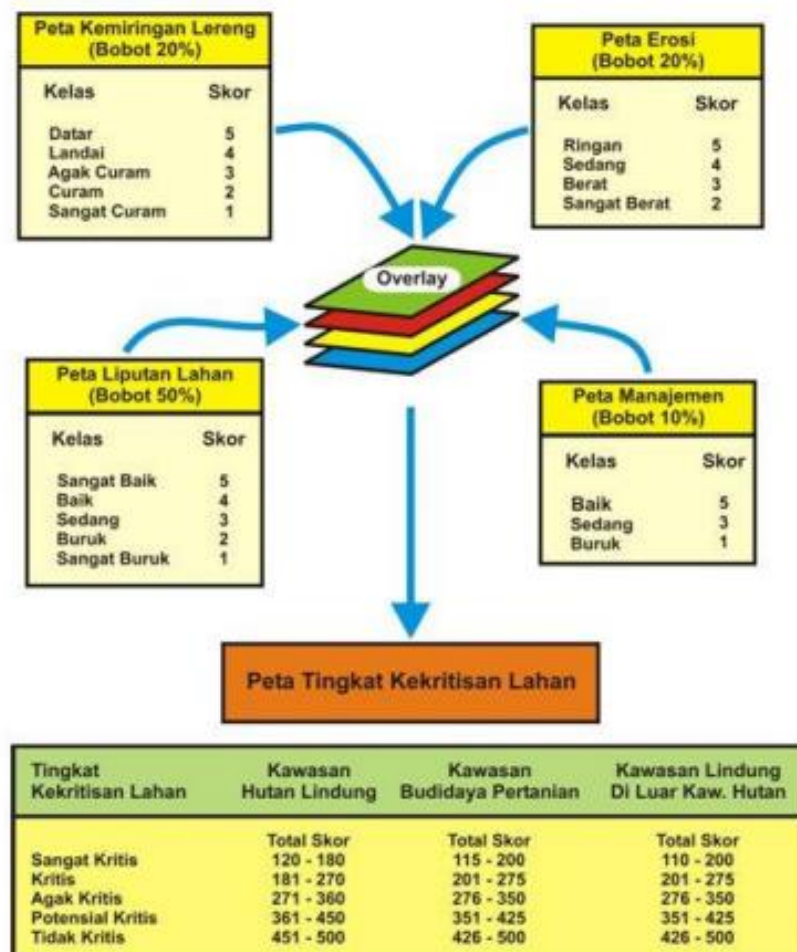 Peta Kemiringan Lereng
(Bobot 20%)
Kelas Skor
Datar 5
Landai 4
Agak Curam 3
Curam 2
Sangat Curam 1
Peta Erosi
(Bobot 20%)
Kelas Skor
Ringan 5
Sedang 4
Berat 3
Sangat Berat 2
Overlay
Peta Liputan Lahan
(Bobot 50%)
Kelas Skor
Sangat Baik 5
Baik 4
Sedang 3
Buruk 2
Sangat Buruk 1
Peta Manajemen
(Bobot 10%)
Kelas Skor
Baik 5
Sedang 3
Buruk 1
Peta Tingkat Kekritisan Lahan
Tingkat Kawasan Kawasan Kawasan Lindung
Kekritisan Lahan Hutan Lindung Budidaya Pertanian Di Luar Kaw. Hutan
Total Skor Total Skor Total Skor
Sangat Kritis 120 - 180 115 - 200 110 - 200
Kritis 181 - 270 201 - 275 201 - 275
Agak Kritis 271 - 360 276 - 350 276 - 350
Potensial Kritis 361 - 450 351 - 425 351 - 425
Tidak Kritis 451 - 500 426 - 500 426 - 500